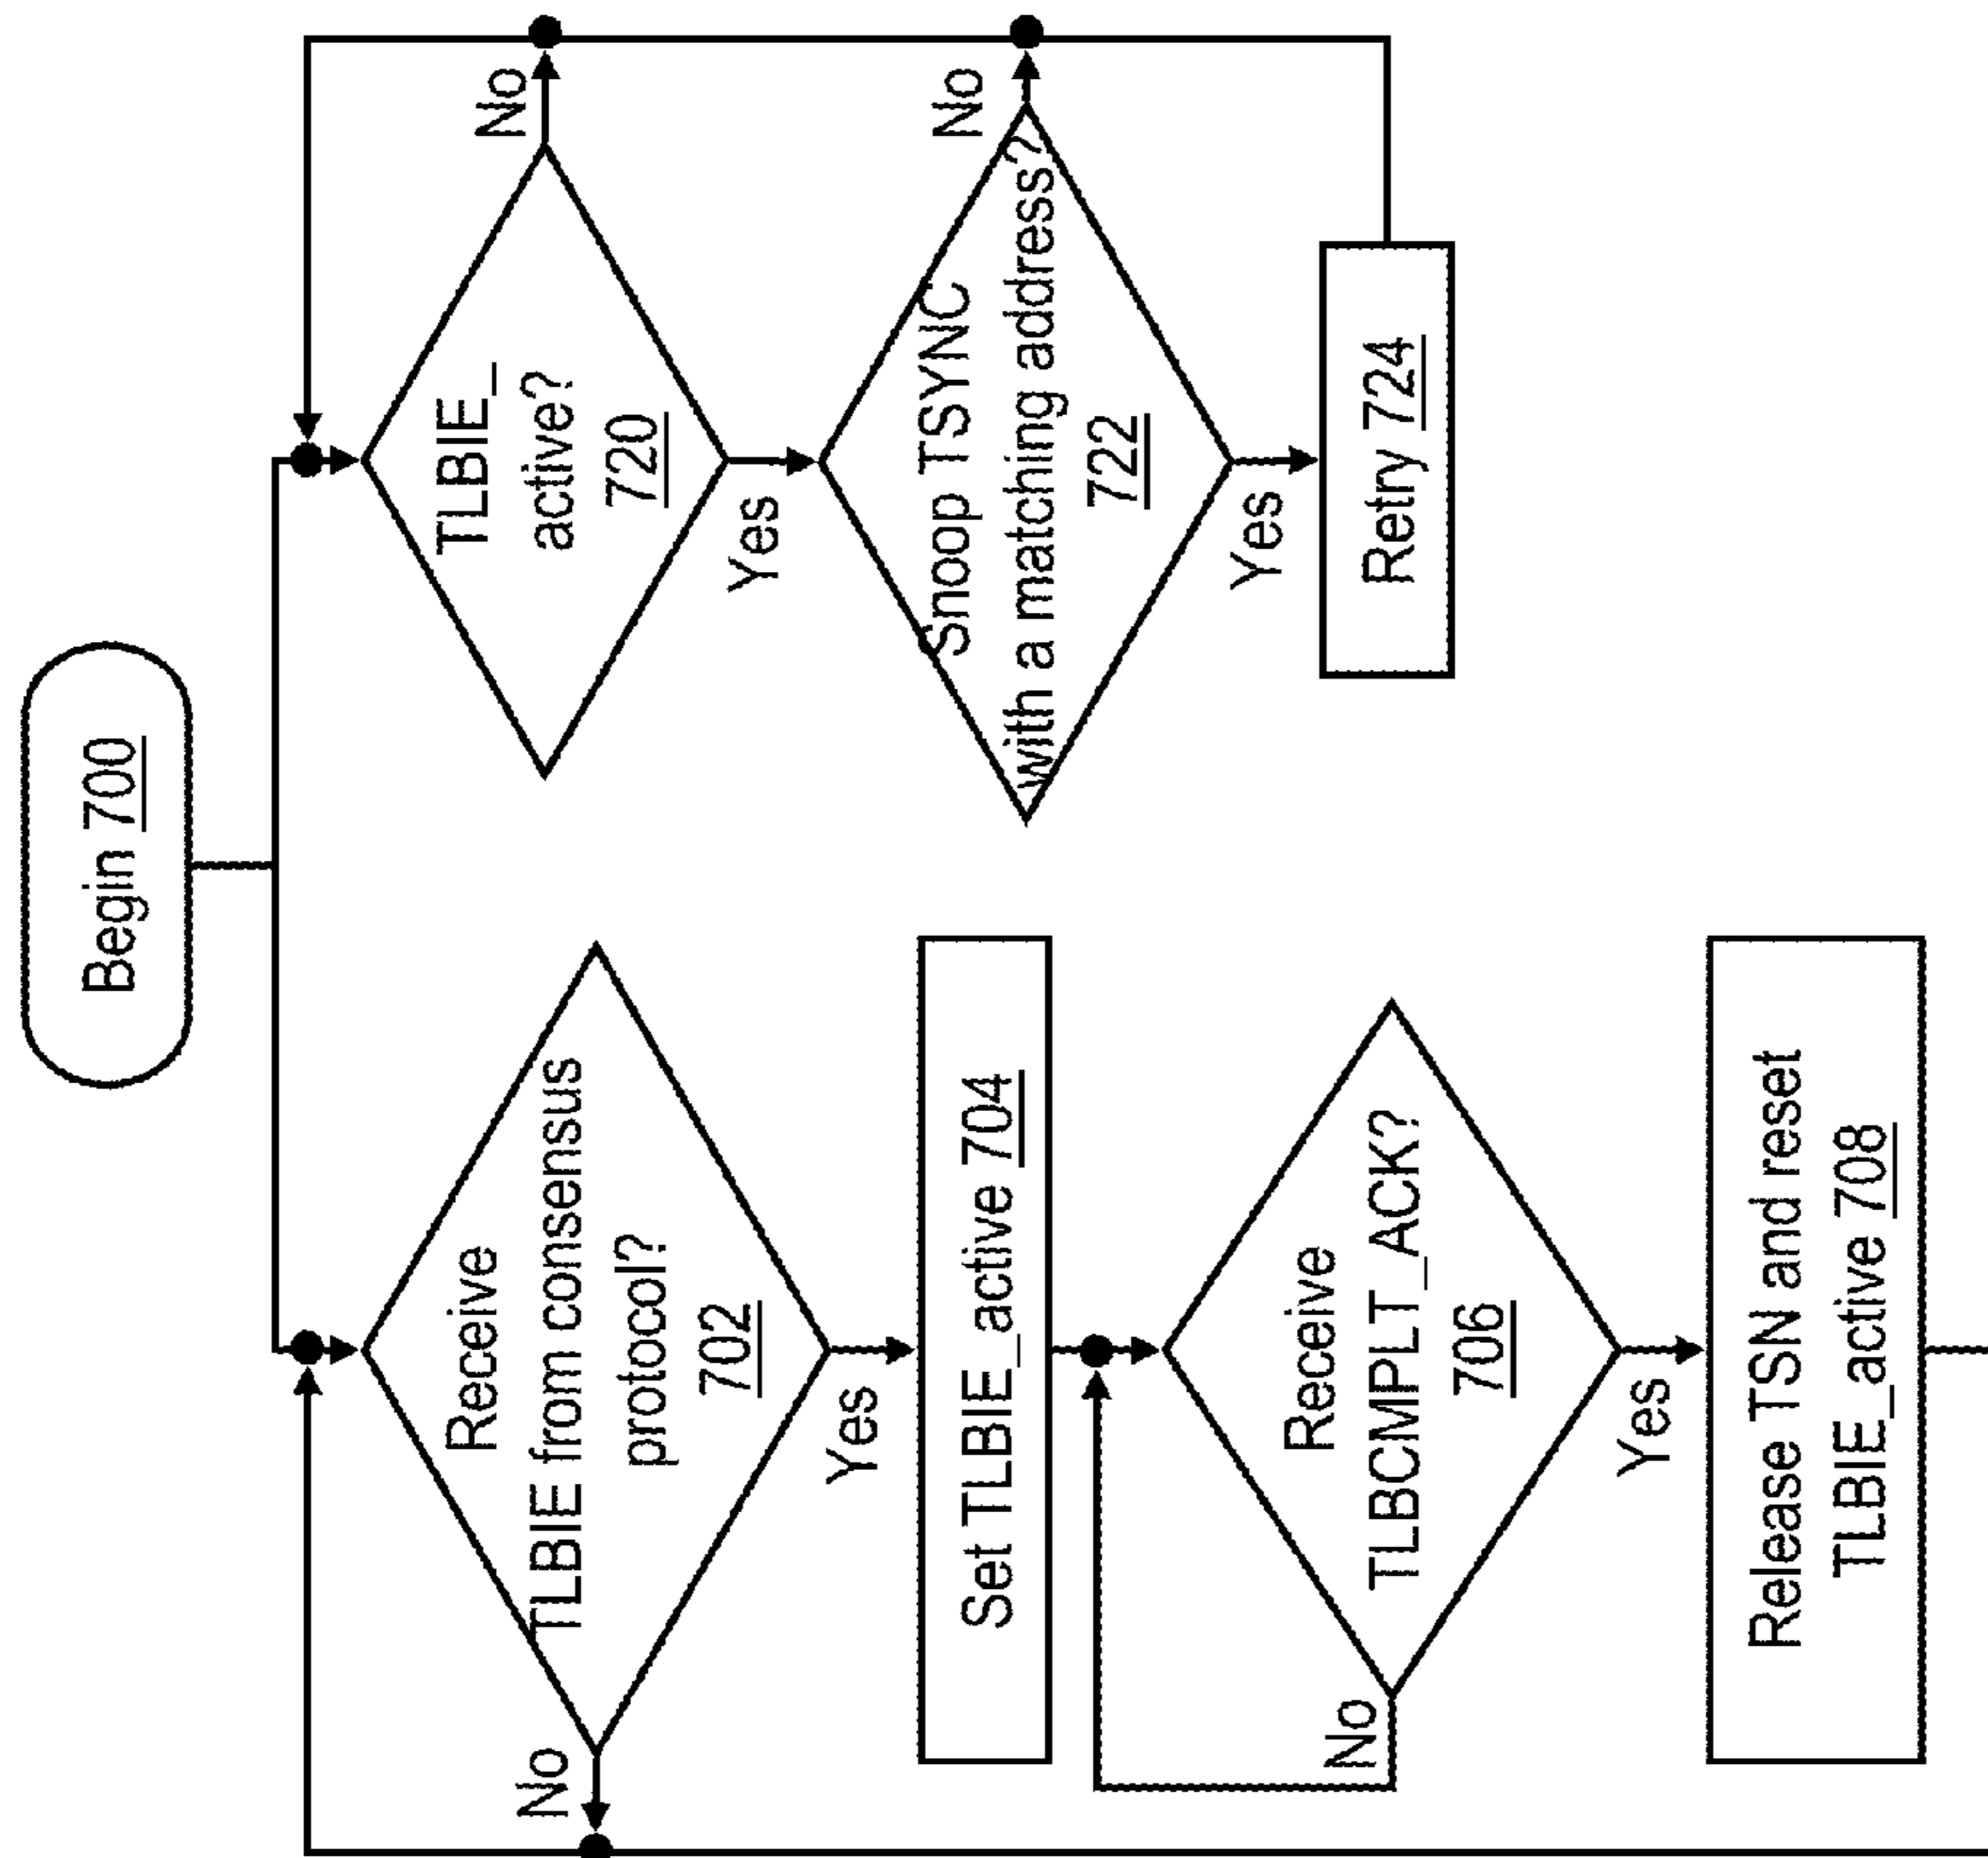 Begin 700
Receive
TLBIE from consensus
protocol?
702
No
Yes
Set TLBIE_active 704
Receive
TLBCMPLT_ACK?
706
No
Yes
Release TSN and reset
TLBIE_active 708
TLBIE_
active?
720
No
Yes
Snoop TSYNC
with a matching address?
722
No
Yes
Retry 724